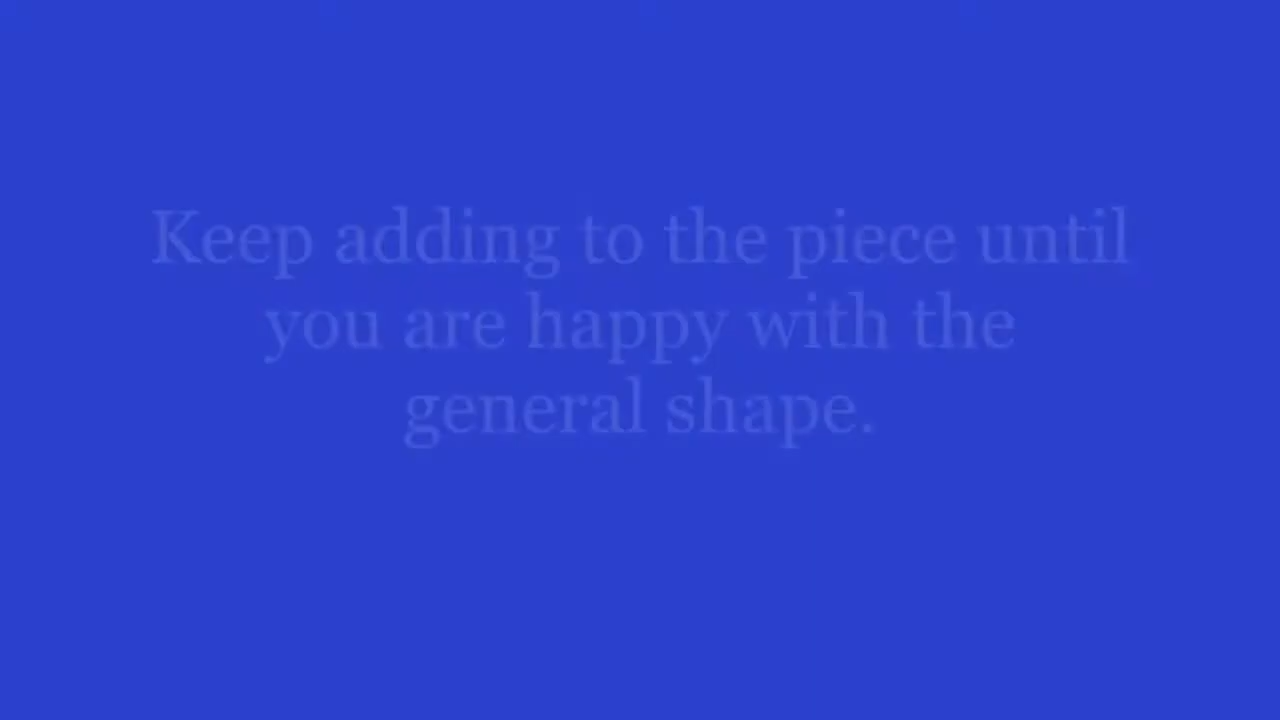 Keep adding to the piece until
you are happy with the
general shape.